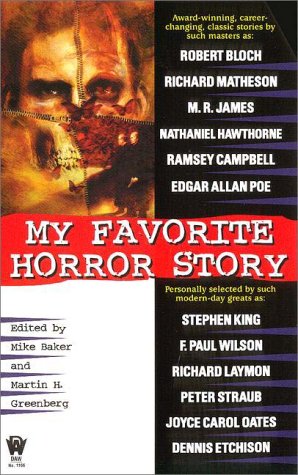 Award-winning, career-
changing, classic stories by
such masters as:
ROBERT BLOCH
RICHARD MATHESON
M. R. JAMES
NATHANIEL HAWTHORNE
RAMSEY CAMPBELL
EDGAR ALLAN POE
MY FAVORITE
HORROR STORY
Personally selected by such
modern-day greats as:
STEPHEN KING
F. PAUL WILSON
RICHARD LAYMON
PETER STRAUB
JOYCE CAROL OATES
DENNIS ETCHISON
Edited by
Mike Baker
and
Martin H.
Greenberg
DAW
No. 1166